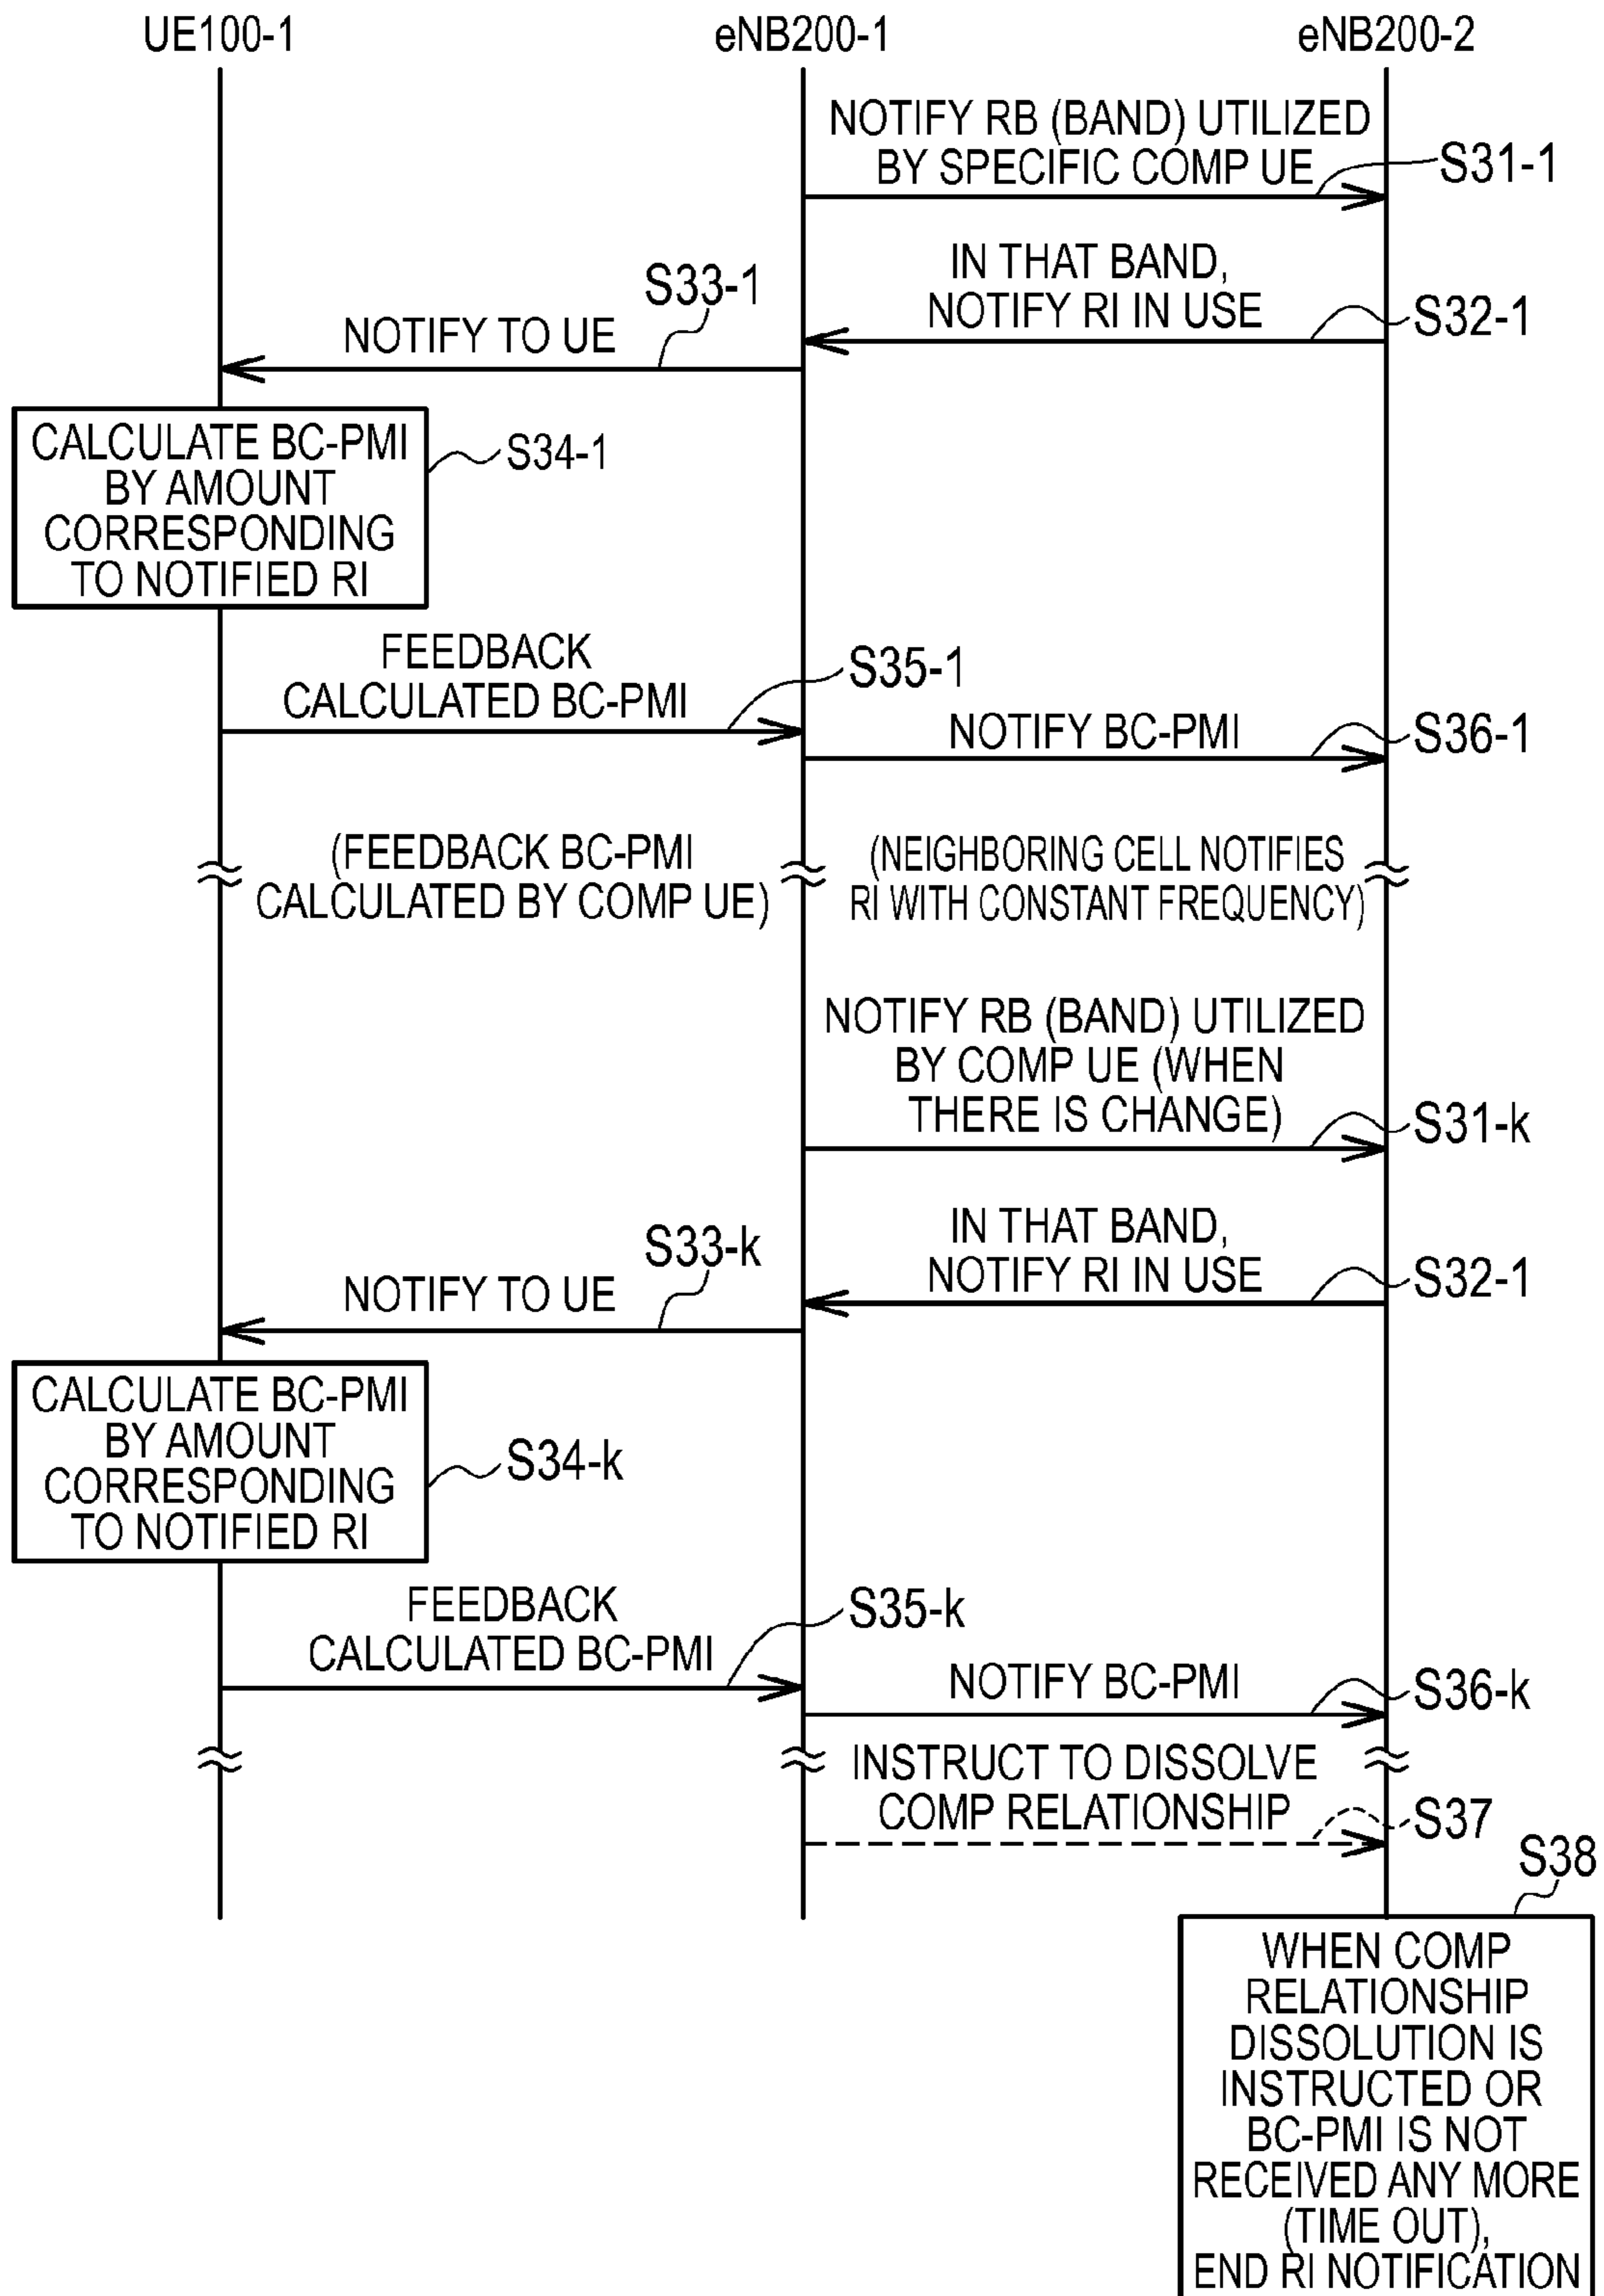 UE100-1
eNB200-1
eNB200-2
NOTIFY RB (BAND) UTILIZED
BY SPECIFIC COMP UE
S31-1
IN THAT BAND,
NOTIFY RI IN USE
S32-1
S33-1
NOTIFY TO UE
CALCULATE BC-PMI
BY AMOUNT
CORRESPONDING
TO NOTIFIED RI
S34-1
FEEDBACK
CALCULATED BC-PMI
S35-1
NOTIFY BC-PMI
S36-1
(FEEDBACK BC-PMI
CALCULATED BY COMP UE)
(NEIGHBORING CELL NOTIFIES
RI WITH CONSTANT FREQUENCY)
NOTIFY RB (BAND) UTILIZED
BY COMP UE (WHEN
THERE IS CHANGE)
S31-k
IN THAT BAND,
NOTIFY RI IN USE
S32-1
S33-k
NOTIFY TO UE
CALCULATE BC-PMI
BY AMOUNT
CORRESPONDING
TO NOTIFIED RI
S34-k
FEEDBACK
CALCULATED BC-PMI
S35-k
NOTIFY BC-PMI
S36-k
INSTRUCT TO DISSOLVE
COMP RELATIONSHIP
S37
S38
WHEN COMP
RELATIONSHIP
DISSOLUTION IS
INSTRUCTED OR
BC-PMI IS NOT
RECEIVED ANY MORE
(TIME OUT),
END RI NOTIFICATION